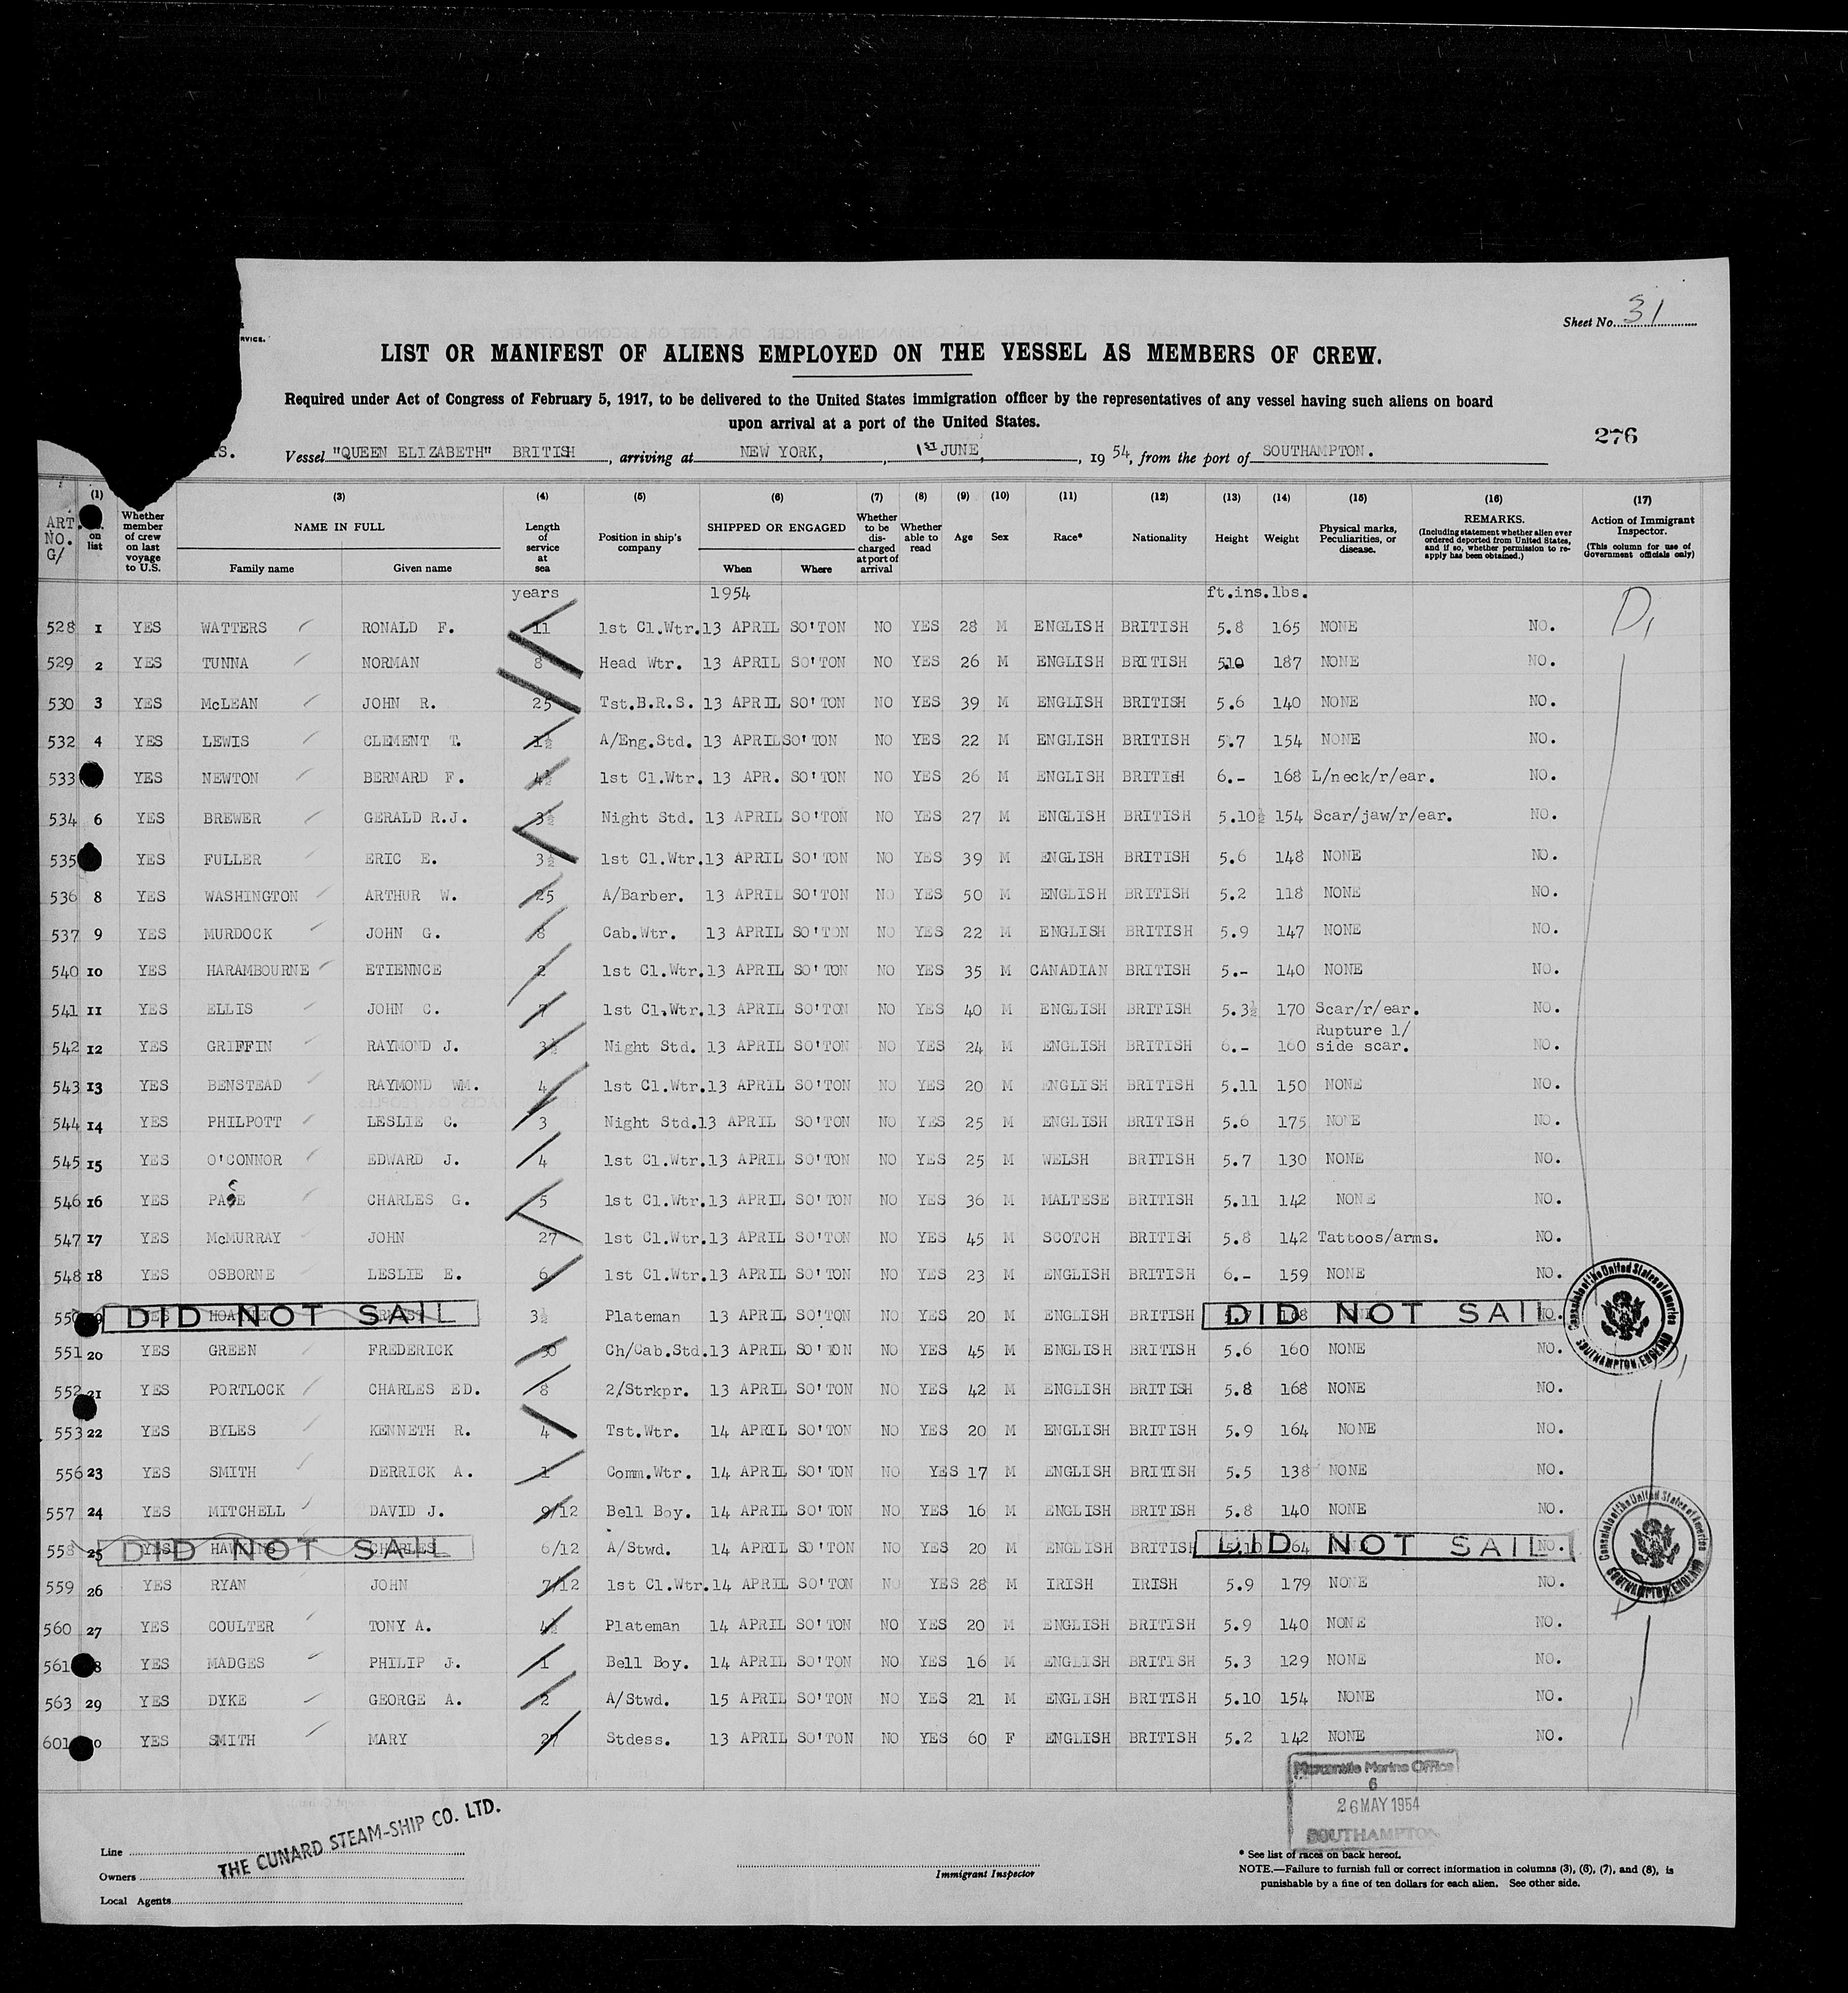 RVICE.
Sheet No. 31
LIST OR MANIFEST OF ALIENS EMPLOYED ON THE VESSEL AS MEMBERS OF CREW.
Required under Act of Congress of February 5, 1917, to be delivered to the United States immigration officer by the representatives of any vessel having such aliens on board
upon arrival at a port of the United States.
276
S. Vessel "QUEEN ELIZABETH" BRITISH, arriving at NEW YORK, 1ST JUNE, 1954, from the port of SOUTHAMPTON.
(1) (3) (4) (5) (6) (7) (8) (9) (10) (11) (12) (13) (14) (15) (16) (17)
ART. NO. G/ on list Whether member of crew on last voyage to U.S. NAME IN FULL Family name Given name Length of service at sea Position in ship's company SHIPPED OR ENGAGED When Where Whether to be discharged at port of arrival Whether able to read Age Sex Race* Nationality Height Weight Physical marks, Peculiarities, or disease. REMARKS. (Including statement whether alien ever ordered deported from United States, and if so, whether permission to re-apply has been obtained.) Action of Immigrant Inspector. (This column for use of Government officials only)
years 1954 ft.ins.lbs.
528 1 YES WATTERS RONALD F. 11 1st Cl.Wtr. 13 APRIL SO'TON NO YES 28 M ENGLISH BRITISH 5.8 165 NONE NO. D,
529 2 YES TUNNA NORMAN 8 Head Wtr. 13 APRIL SO'TON NO YES 26 M ENGLISH BRITISH 510 187 NONE NO.
530 3 YES McLEAN JOHN R. 25 Tst.B.R.S. 13 APRIL SO'TON NO YES 39 M ENGLISH BRITISH 5.6 140 NONE NO.
532 4 YES LEWIS CLEMENT T. 1½ A/Eng.Std. 13 APRIL SO'TON NO YES 22 M ENGLISH BRITISH 5.7 154 NONE NO.
533 YES NEWTON BERNARD F. 4½ 1st Cl.Wtr. 13 APR. SO'TON NO YES 26 M ENGLISH BRITISH 6.- 168 L/neck/r/ear. NO.
534 6 YES BREWER GERALD R.J. 3½ Night Std. 13 APRIL SO'TON NO YES 27 M ENGLISH BRITISH 5.10½ 154 Scar/jaw/r/ear. NO.
535 YES FULLER ERIC E. 3½ 1st Cl.Wtr. 13 APRIL SO'TON NO YES 39 M ENGLISH BRITISH 5.6 148 NONE NO.
536 8 YES WASHINGTON ARTHUR W. 25 A/Barber. 13 APRIL SO'TON NO YES 50 M ENGLISH BRITISH 5.2 118 NONE NO.
537 9 YES MURDOCK JOHN G. 8 Cab.Wtr. 13 APRIL SO'TON NO YES 22 M ENGLISH BRITISH 5.9 147 NONE NO.
540 10 YES HARAMBOURNE ETIENNCE 2 1st Cl.Wtr. 13 APRIL SO'TON NO YES 35 M CANADIAN BRITISH 5.- 140 NONE NO.
541 11 YES ELLIS JOHN C. 7 1st Cl.Wtr. 13 APRIL SO'TON NO YES 40 M ENGLISH BRITISH 5.3½ 170 Scar/r/ear. NO.
542 12 YES GRIFFIN RAYMOND J. 3½ Night Std. 13 APRIL SO'TON NO YES 24 M ENGLISH BRITISH 6.- 160 Rupture l/ side scar. NO.
543 13 YES BENSTEAD RAYMOND WM. 4 1st Cl.Wtr. 13 APRIL SO'TON NO YES 20 M ENGLISH BRITISH 5.11 150 NONE NO.
544 14 YES PHILPOTT LESLIE C. 3 Night Std. 13 APRIL SO'TON NO YES 25 M ENGLISH BRITISH 5.6 175 NONE NO.
545 15 YES O'CONNOR EDWARD J. 4 1st Cl.Wtr. 13 APRIL SO'TON NO YES 25 M WELSH BRITISH 5.7 130 NONE NO.
546 16 YES CHARLES G. 5 1st Cl.Wtr. 13 APRIL SO'TON NO YES 36 M MALTESE BRITISH 5.11 142 NONE NO.
547 17 YES McMURRAY JOHN 27 1st Cl.Wtr. 13 APRIL SO'TON NO YES 45 M SCOTCH BRITISH 5.8 142 Tattoos/arms. NO.
548 18 YES OSBORNE LESLIE E. 6 1st Cl.Wtr. 13 APRIL SO'TON NO YES 23 M ENGLISH BRITISH 6.- 159 NONE NO.
550 DID NOT SAIL 3½ Plateman 13 APRIL SO'TON NO YES 20 M ENGLISH BRITISH DID NOT SAIL NO.
Consulate of the United States of America SOUTHAMPTON, ENGLAND
551 20 YES GREEN FREDERICK 30 Ch/Cab.Std. 13 APRIL SO'TON NO YES 45 M ENGLISH BRITISH 5.6 160 NONE NO.
552 21 YES PORTLOCK CHARLES ED. 8 2/Strkpr. 13 APRIL SO'TON NO YES 42 M ENGLISH BRITISH 5.8 168 NONE NO.
553 22 YES BYLES KENNETH R. 4 Tst.Wtr. 14 APRIL SO'TON NO YES 20 M ENGLISH BRITISH 5.9 164 NONE NO.
556 23 YES SMITH DERRICK A. 1 Comm.Wtr. 14 APRIL SO'TON NO YES 17 M ENGLISH BRITISH 5.5 138 NONE NO.
557 24 YES MITCHELL DAVID J. 9/12 Bell Boy. 14 APRIL SO'TON NO YES 16 M ENGLISH BRITISH 5.8 140 NONE NO.
558 25 YES HAWKINS CHARLES DID NOT SAIL 6/12 A/Stwd. 14 APRIL SO'TON NO YES 20 M ENGLISH BRITISH 5.10 DID NOT SAIL NO.
Consulate of the United States of America SOUTHAMPTON, ENGLAND
559 26 YES RYAN JOHN 7/12 1st Cl.Wtr. 14 APRIL SO'TON NO YES 28 M IRISH IRISH 5.9 179 NONE NO.
560 27 YES COULTER TONY A. 4½ Plateman 14 APRIL SO'TON NO YES 20 M ENGLISH BRITISH 5.9 140 NONE NO.
561 8 YES MADGES PHILIP J. 1 Bell Boy. 14 APRIL SO'TON NO YES 16 M ENGLISH BRITISH 5.3 129 NONE NO.
563 29 YES DYKE GEORGE A. 2 A/Stwd. 15 APRIL SO'TON NO YES 21 M ENGLISH BRITISH 5.10 154 NONE NO.
601 0 YES SMITH MARY 27 Stdess. 13 APRIL SO'TON NO YES 60 F ENGLISH BRITISH 5.2 142 NONE NO.
Mercantile Marine Office
6
26 MAY 1954
SOUTHAMPTON
Line
Owners THE CUNARD STEAM-SHIP CO. LTD.
Local Agents
Immigrant Inspector
* See list of races on back hereof.
NOTE.—Failure to furnish full or correct information in columns (3), (6), (7), and (8), is
punishable by a fine of ten dollars for each alien. See other side.